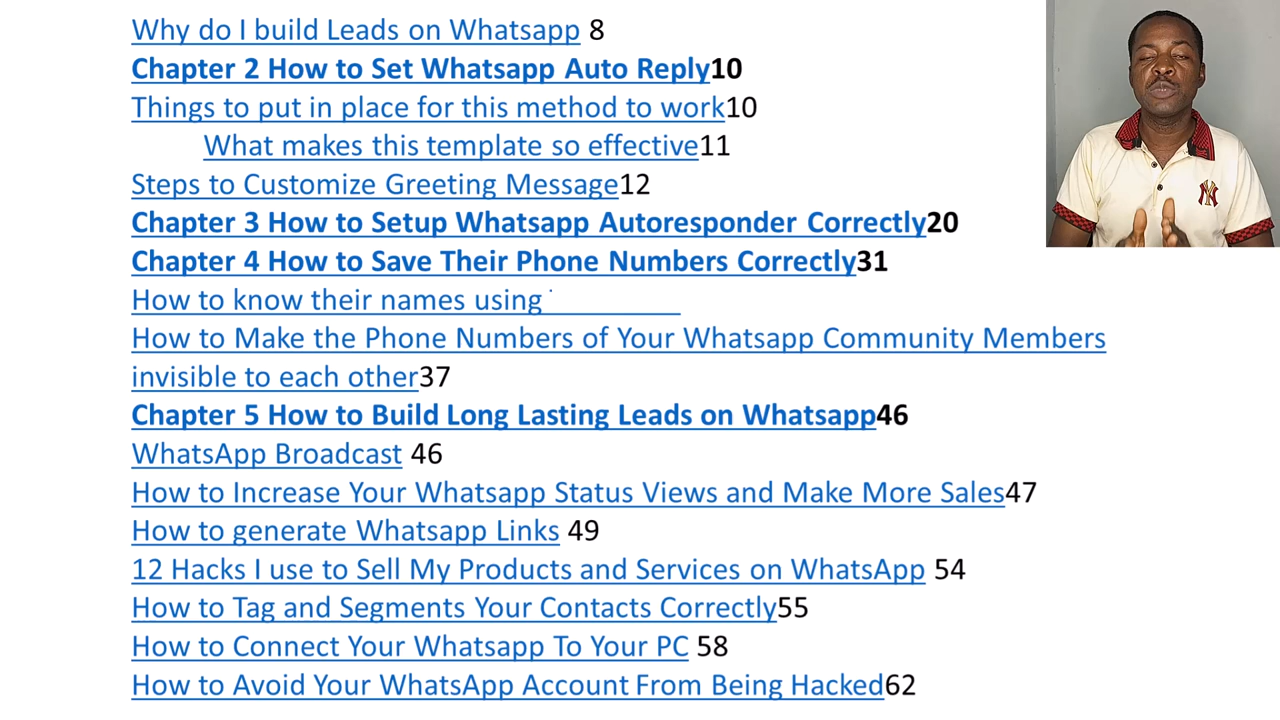 Why do I build Leads on Whatsapp 8
Chapter 2 How to Set Whatsapp Auto Reply10
Things to put in place for this method to work10
What makes this template so effective11
Steps to Customize Greeting Message12
Chapter 3 How to Setup Whatsapp Autoresponder Correctly20
Chapter 4 How to Save Their Phone Numbers Correctly31
How to know their names using
How to Make the Phone Numbers of Your Whatsapp Community Members
invisible to each other37
Chapter 5 How to Build Long Lasting Leads on Whatsapp46
WhatsApp Broadcast 46
How to Increase Your Whatsapp Status Views and Make More Sales47
How to generate Whatsapp Links 49
12 Hacks I use to Sell My Products and Services on WhatsApp 54
How to Tag and Segments Your Contacts Correctly55
How to Connect Your Whatsapp To Your PC 58
How to Avoid Your WhatsApp Account From Being Hacked62